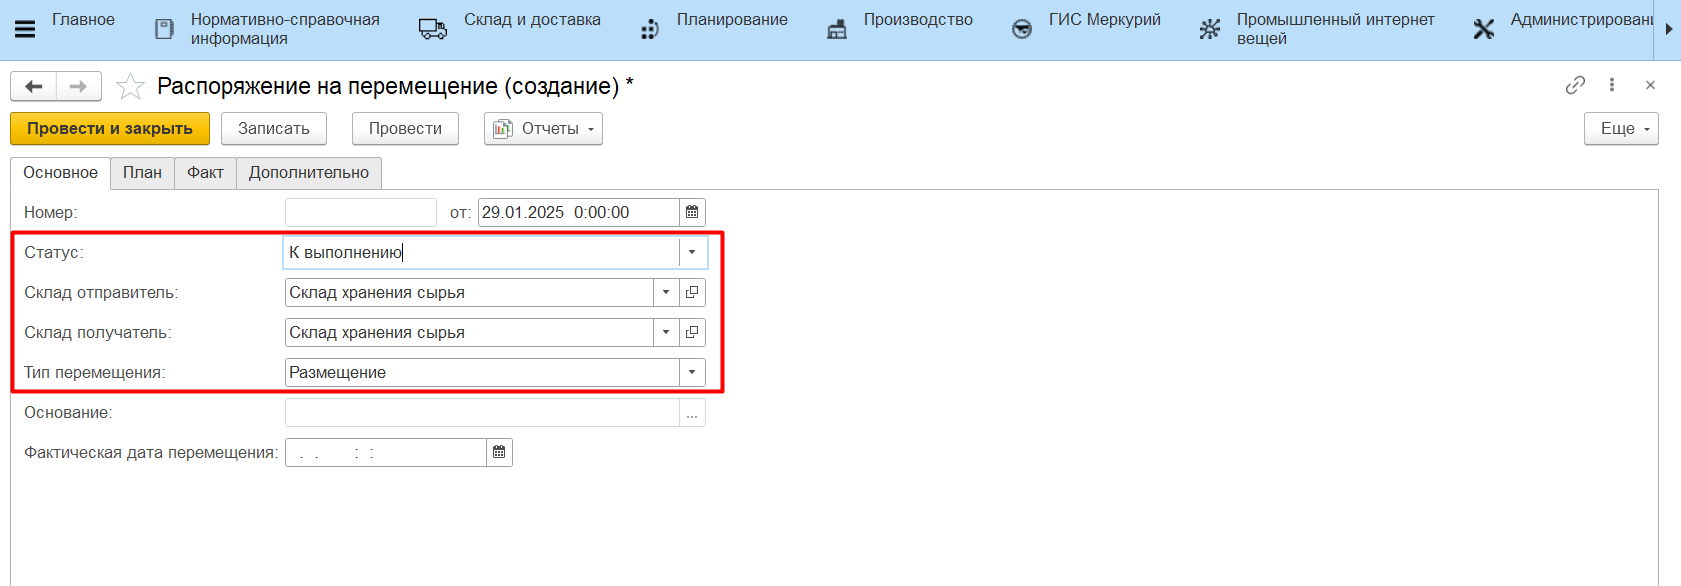 Главное
Нормативно-справочная
информация
Склад и доставка
Планирование
Производство
ГИС Меркурий
Промышленный интернет
вещей
Администрировани
Распоряжение на перемещение (создание) *
Провести и закрыть
Записать
Провести
Отчеты
Еще
Основное
План
Факт
Дополнительно
Номер:
от: 29.01.2025 0:00:00
Статус: К выполнению
Склад отправитель: Склад хранения сырья
Склад получатель: Склад хранения сырья
Тип перемещения: Размещение
Основание: ...
Фактическая дата перемещения: . . : :